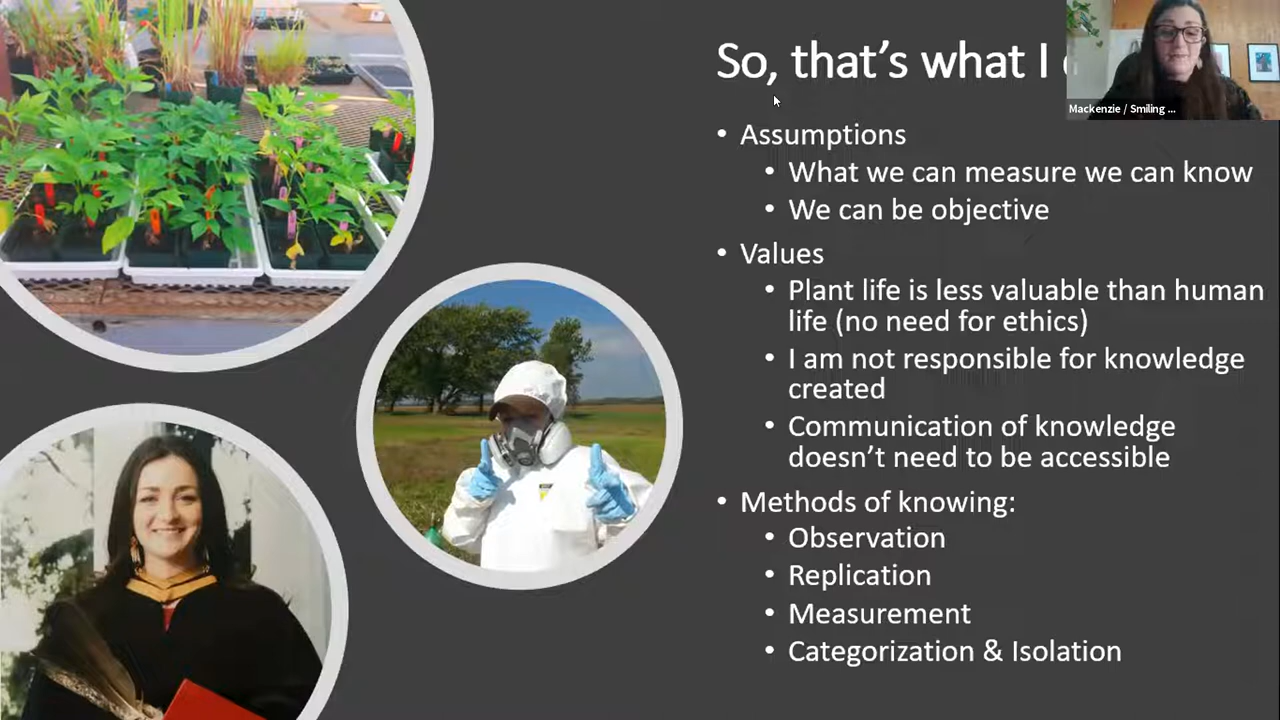 So, that's what I
Mackenzie / Smiling ...
• Assumptions
• What we can measure we can know
• We can be objective
• Values
• Plant life is less valuable than human
life (no need for ethics)
• I am not responsible for knowledge
created
• Communication of knowledge
doesn't need to be accessible
• Methods of knowing:
• Observation
• Replication
• Measurement
• Categorization & Isolation